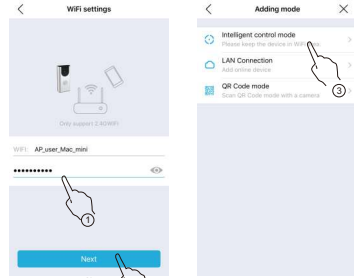 WiFi settings
Only support 2.4GWiFi
WIFI: AP_user_Mac_mini
••••••••••
1
Next
Adding mode
Intelligent control mode
Please keep the device in WiFi
LAN Connection
Add online device
QR Code mode
Scan QR Code mode with a camera
3